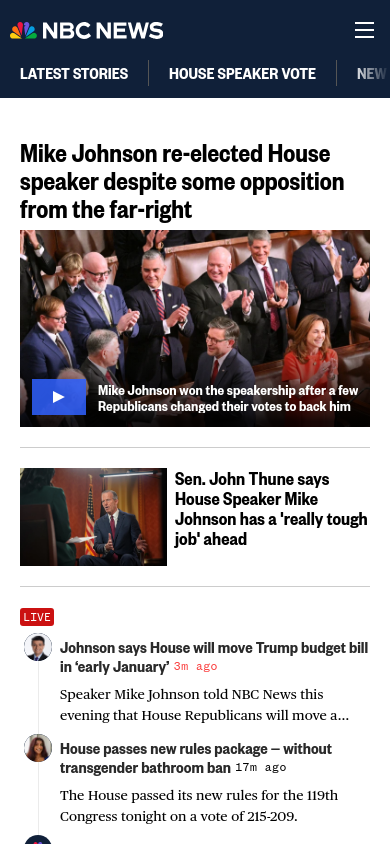 NBC NEWS
LATEST STORIES
HOUSE SPEAKER VOTE
NEW
Mike Johnson re-elected House
speaker despite some opposition
from the far-right
Mike Johnson won the speakership after a few
Republicans changed their votes to back him
Sen. John Thune says
House Speaker Mike
Johnson has a 'really tough
job' ahead
LIVE
Johnson says House will move Trump budget bill
in ‘early January’ 3m ago
Speaker Mike Johnson told NBC News this
evening that House Republicans will move a...
House passes new rules package — without
transgender bathroom ban 17m ago
The House passed its new rules for the 119th
Congress tonight on a vote of 215-209.